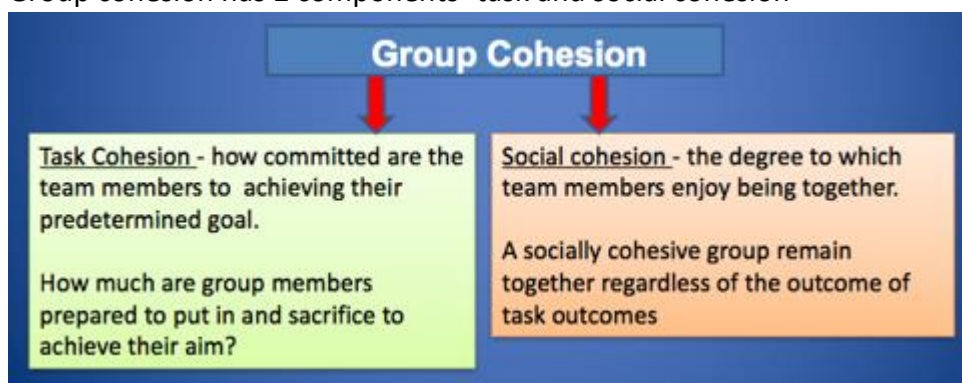 Group cohesion has 2 components- task and social cohesion
Group Cohesion
Task Cohesion - how committed are the
team members to achieving their
predetermined goal.
How much are group members
prepared to put in and sacrifice to
achieve their aim?
Social cohesion - the degree to which
team members enjoy being together.
A socially cohesive group remain
together regardless of the outcome of
task outcomes